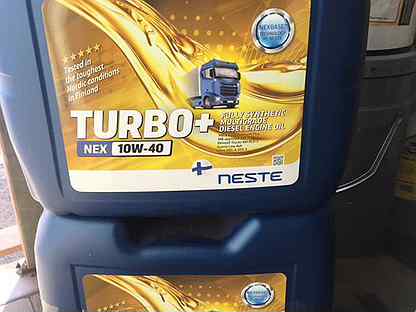 NEXBASE
TECHNOLOGY
Tested in
the toughest
Nordic conditions
in Finland
TURBO+
FULLY SYNTHETIC
MULTIGRADE
DIESEL ENGINE OIL
NEX 10W-40
NESTE
NEXBASE